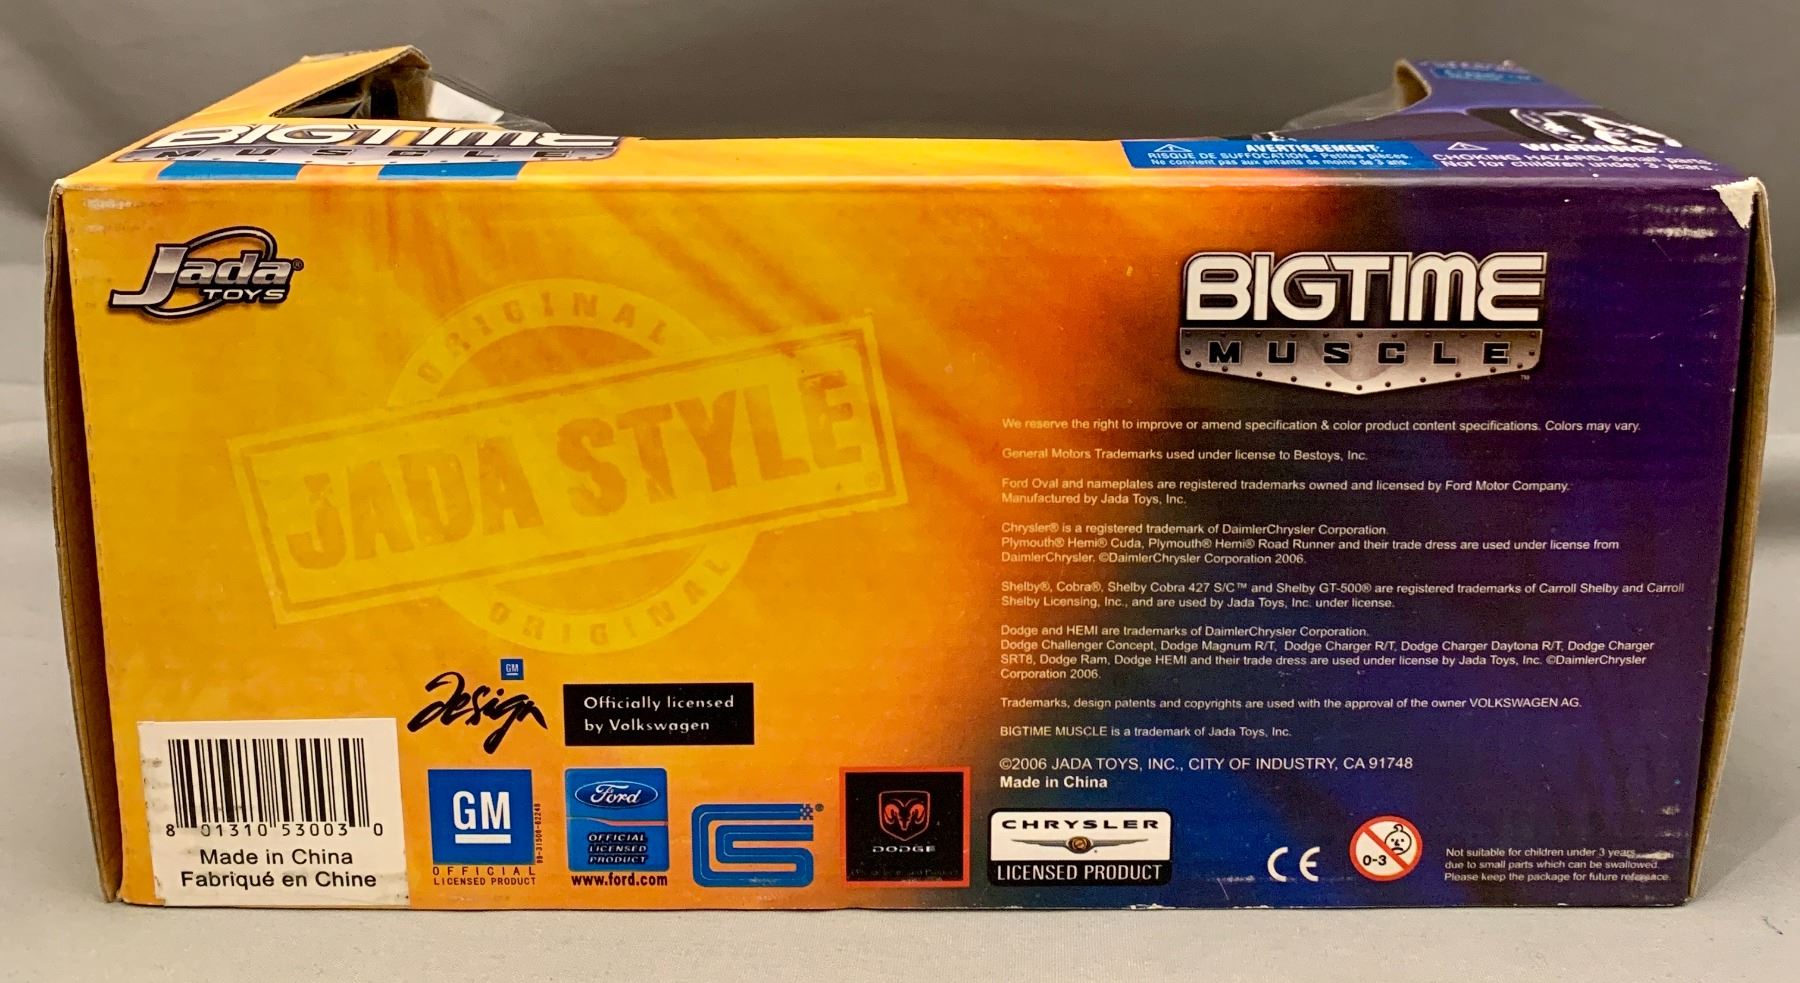 BIGTIME
MUSCLE
AVERTISSEMENT:
RISQUE DE SUFFOCATION - Petites pièces.
Ne convient pas aux enfants de moins de 3 ans.
WARNING:
CHOKING HAZARD-Small parts
Not for children under 3 years.
Jada®
TOYS
ORIGINAL
JADA STYLE
ORIGINAL
BIGTIME
MUSCLE™
We reserve the right to improve or amend specification & color product content specifications. Colors may vary.
General Motors Trademarks used under license to Bestoys, Inc.
Ford Oval and nameplates are registered trademarks owned and licensed by Ford Motor Company.
Manufactured by Jada Toys, Inc.
Chrysler® is a registered trademark of DaimlerChrysler Corporation.
Plymouth® Hemi® Cuda, Plymouth® Hemi® Road Runner and their trade dress are used under license from
DaimlerChrysler. ©DaimlerChrysler Corporation 2006.
Shelby®, Cobra®, Shelby Cobra 427 S/C™ and Shelby GT-500® are registered trademarks of Carroll Shelby and Carroll
Shelby Licensing, Inc., and are used by Jada Toys, Inc. under license.
Dodge and HEMI are trademarks of DaimlerChrysler Corporation.
Dodge Challenger Concept, Dodge Magnum R/T, Dodge Charger R/T, Dodge Charger Daytona R/T, Dodge Charger
SRT8, Dodge Ram, Dodge HEMI and their trade dress are used under license by Jada Toys, Inc. ©DaimlerChrysler
Corporation 2006.
Trademarks, design patents and copyrights are used with the approval of the owner VOLKSWAGEN AG.
BIGTIME MUSCLE is a trademark of Jada Toys, Inc.
©2006 JADA TOYS, INC., CITY OF INDUSTRY, CA 91748
Made in China
GM
Design
Officially licensed
by Volkswagen
8 01310 53003 0
Made in China
Fabriqué en Chine
GM
OFFICIAL
LICENSED PRODUCT
Ford
OFFICIAL
LICENSED
PRODUCT
www.ford.com
DODGE
CHRYSLER
LICENSED PRODUCT
CE
0-3
Not suitable for children under 3 years
due to small parts which can be swallowed.
Please keep the package for future reference.